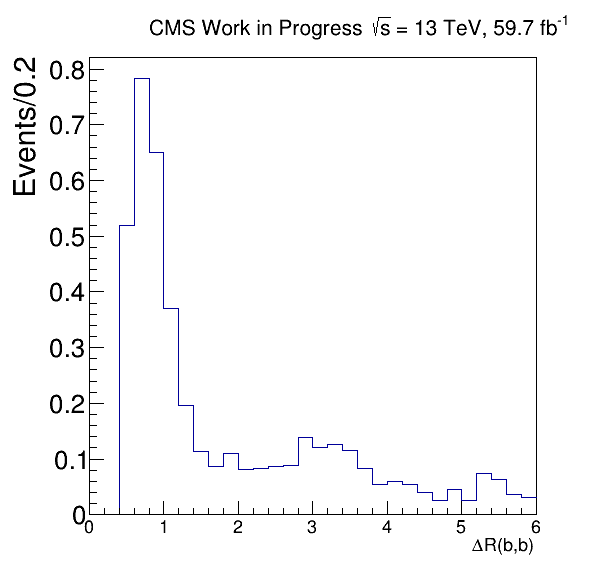 CMS Work in Progress √s = 13 TeV, 59.7 fb⁻¹
Events/0.2
0.8
0.7
0.6
0.5
0.4
0.3
0.2
0.1
0
0 1 2 3 4 5 6
ΔR(b,b)